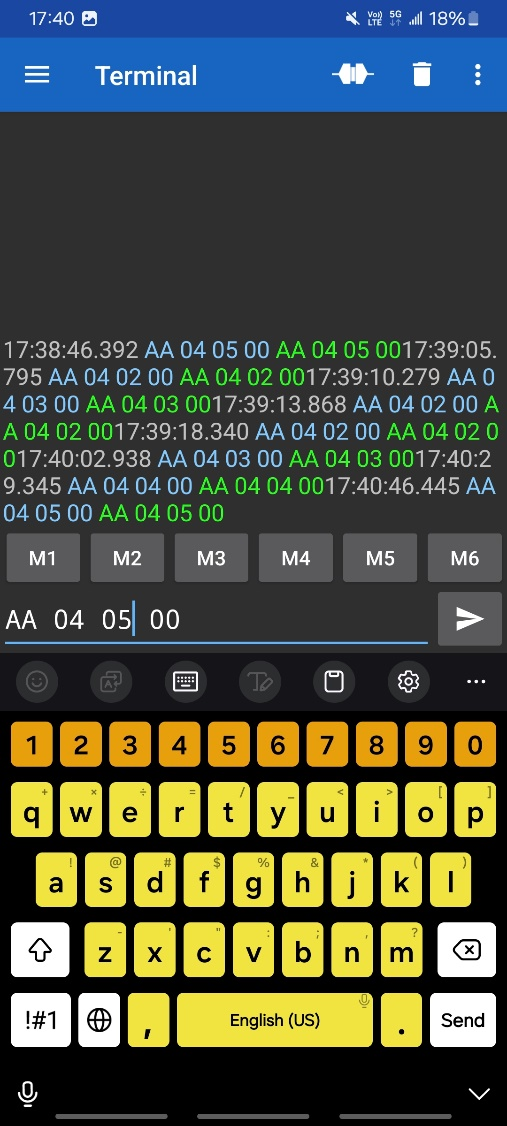 17:40
Vo)) 5G
LTE
18%
Terminal
17:38:46.392 AA 04 05 00 AA 04 05 0017:39:05.
795 AA 04 02 00 AA 04 02 0017:39:10.279 AA 0
4 03 00 AA 04 03 0017:39:13.868 AA 04 02 00 A
A 04 02 0017:39:18.340 AA 04 02 00 AA 04 02 0
017:40:02.938 AA 04 03 00 AA 04 03 0017:40:2
9.345 AA 04 04 00 AA 04 04 0017:40:46.445 AA
04 05 00 AA 04 05 00
M1 M2 M3 M4 M5 M6
AA 04 05 00
1 2 3 4 5 6 7 8 9 0
+ × ÷ = / _ < > [ ]
q w e r t y u i o p
! @ # $ % & * ( )
a s d f g h j k l
- ' " : ; , ?
z x c v b n m
!#1 , English (US) . Send